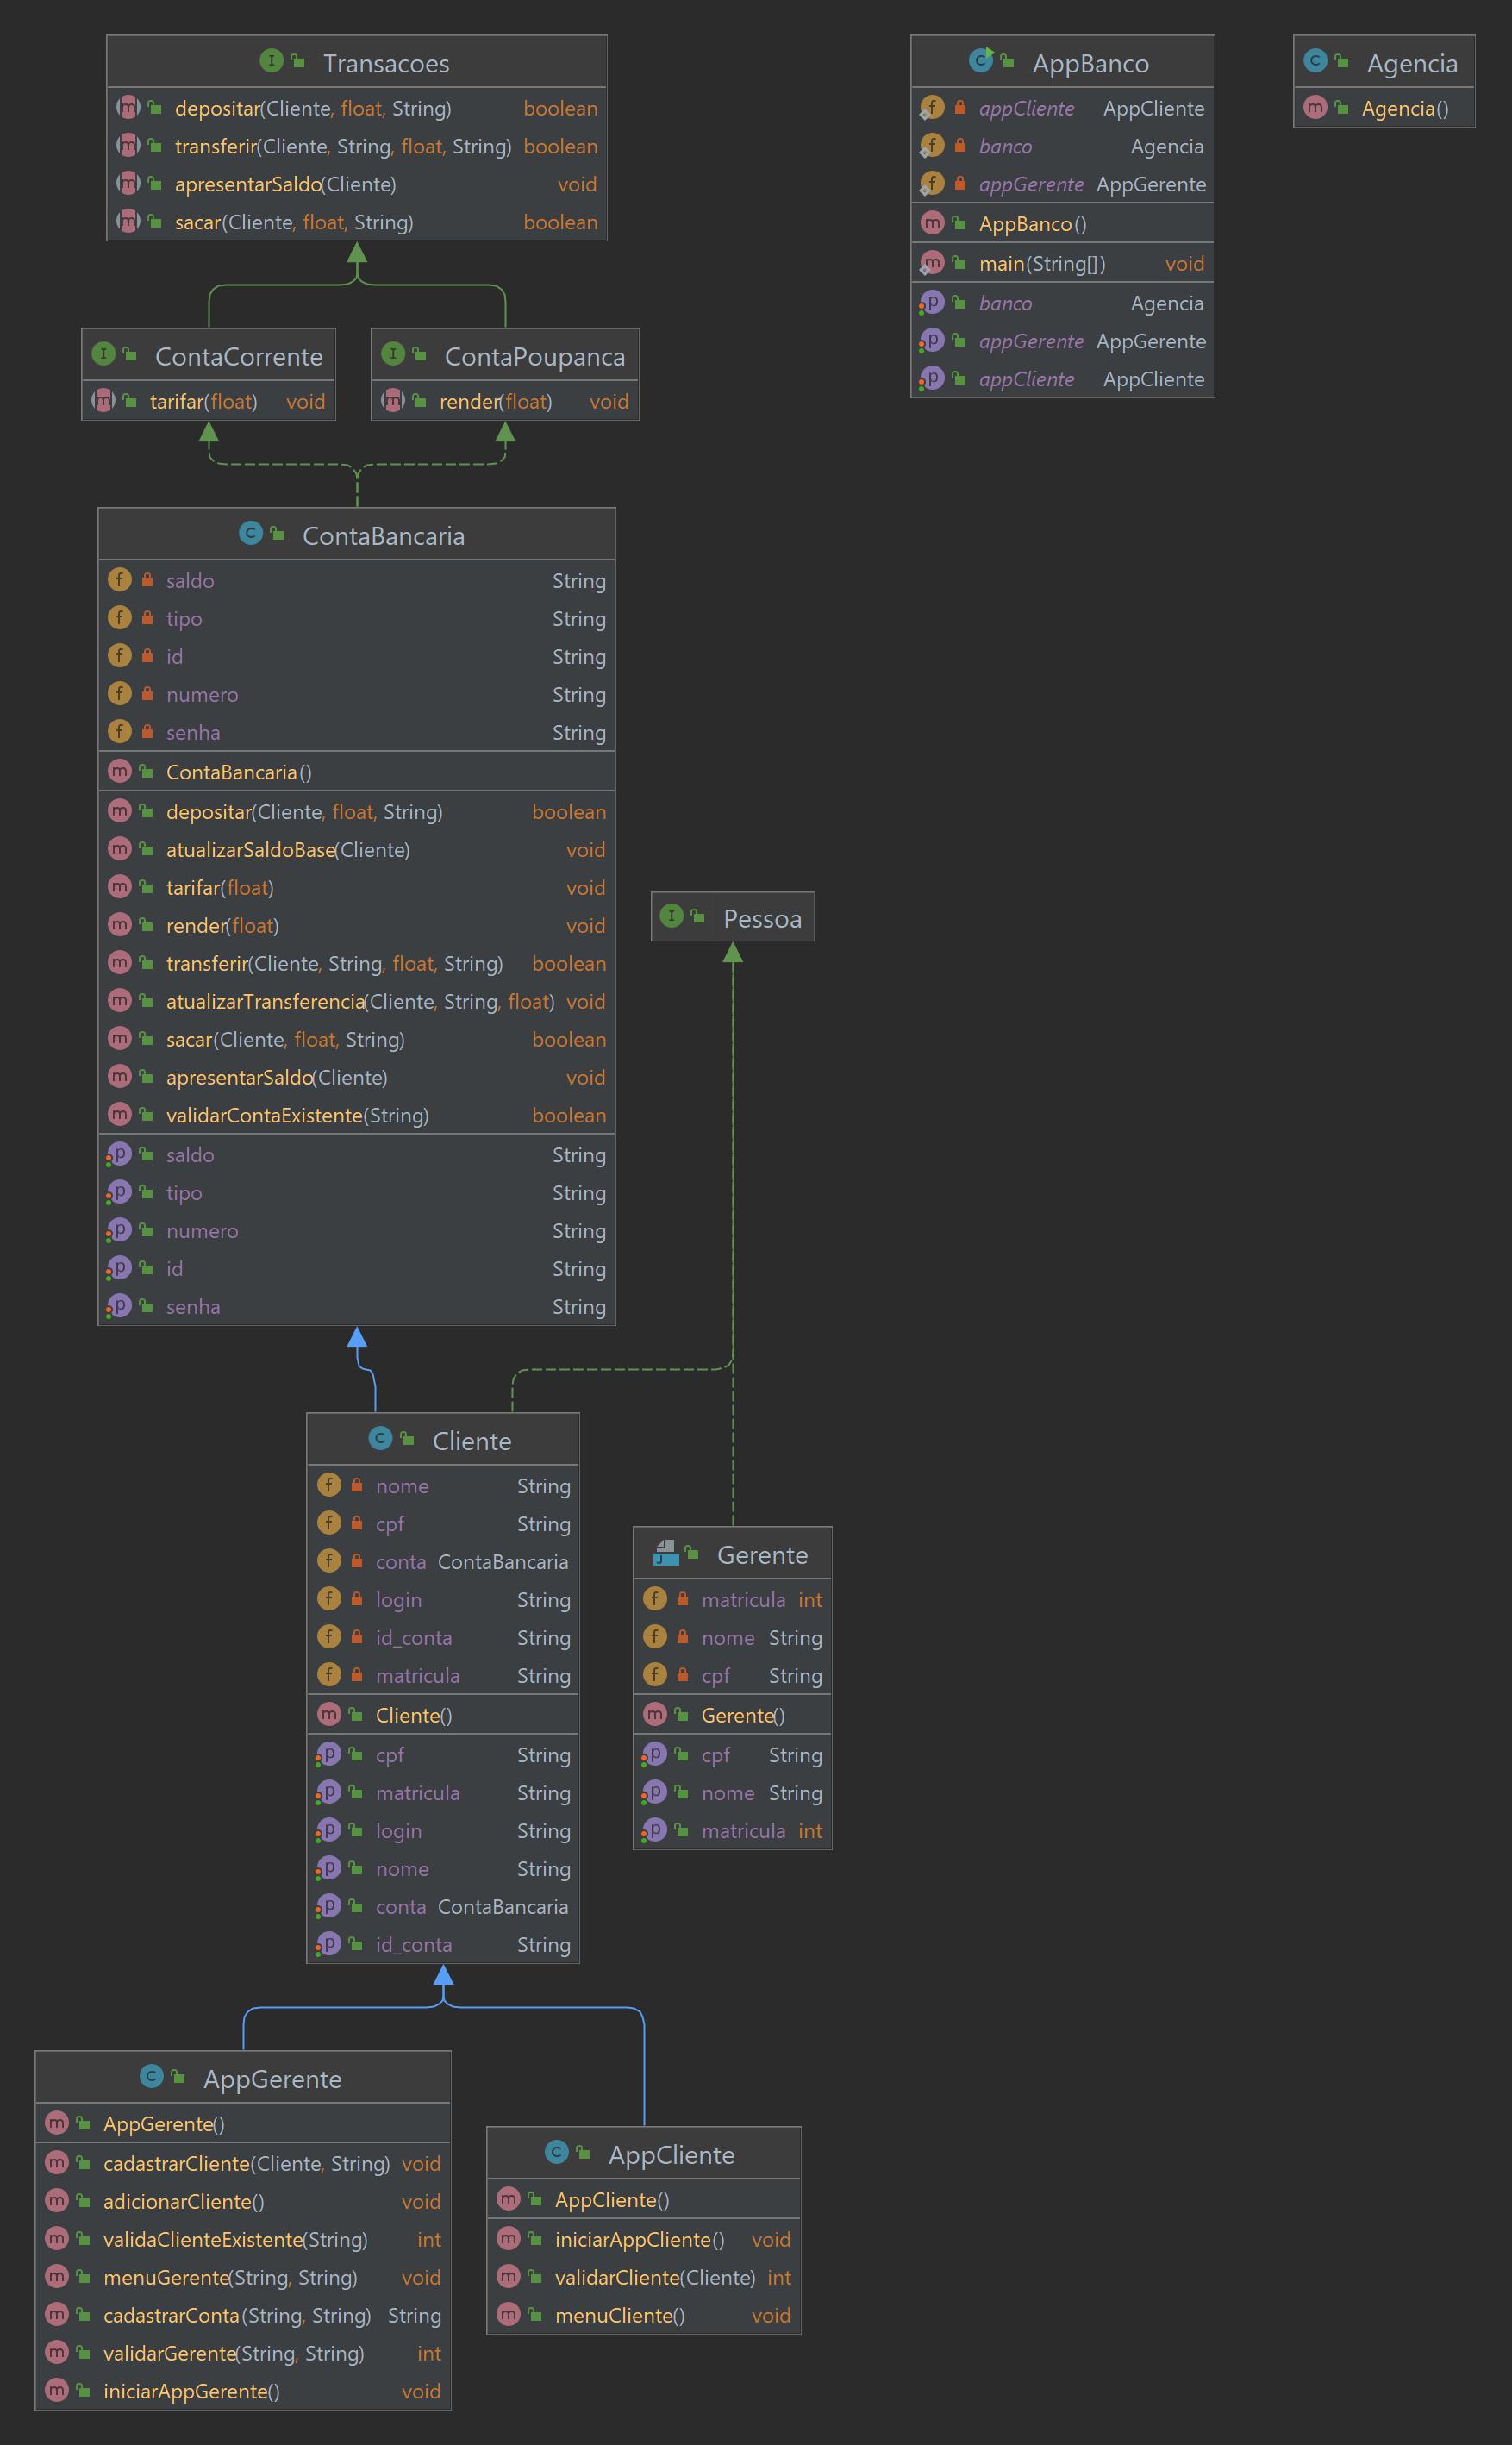 Transacoes
depositar(Cliente, float, String) boolean
transferir(Cliente, String, float, String) boolean
apresentarSaldo(Cliente) void
sacar(Cliente, float, String) boolean
AppBanco
appCliente AppCliente
banco Agencia
appGerente AppGerente
AppBanco()
main(String[]) void
banco Agencia
appGerente AppGerente
appCliente AppCliente
Agencia
Agencia()
ContaCorrente
tarifar(float) void
ContaPoupanca
render(float) void
ContaBancaria
saldo String
tipo String
id String
numero String
senha String
ContaBancaria()
depositar(Cliente, float, String) boolean
atualizarSaldoBase(Cliente) void
tarifar(float) void
render(float) void
transferir(Cliente, String, float, String) boolean
atualizarTransferencia(Cliente, String, float) void
sacar(Cliente, float, String) boolean
apresentarSaldo(Cliente) void
validarContaExistente(String) boolean
saldo String
tipo String
numero String
id String
senha String
Pessoa
Cliente
nome String
cpf String
conta ContaBancaria
login String
id_conta String
matricula String
Cliente()
cpf String
matricula String
login String
nome String
conta ContaBancaria
id_conta String
Gerente
matricula int
nome String
cpf String
Gerente()
cpf String
nome String
matricula int
AppGerente
AppGerente()
cadastrarCliente(Cliente, String) void
adicionarCliente() void
validaClienteExistente(String) int
menuGerente(String, String) void
cadastrarConta(String, String) String
validarGerente(String, String) int
iniciarAppGerente() void
AppCliente
AppCliente()
iniciarAppCliente() void
validarCliente(Cliente) int
menuCliente() void